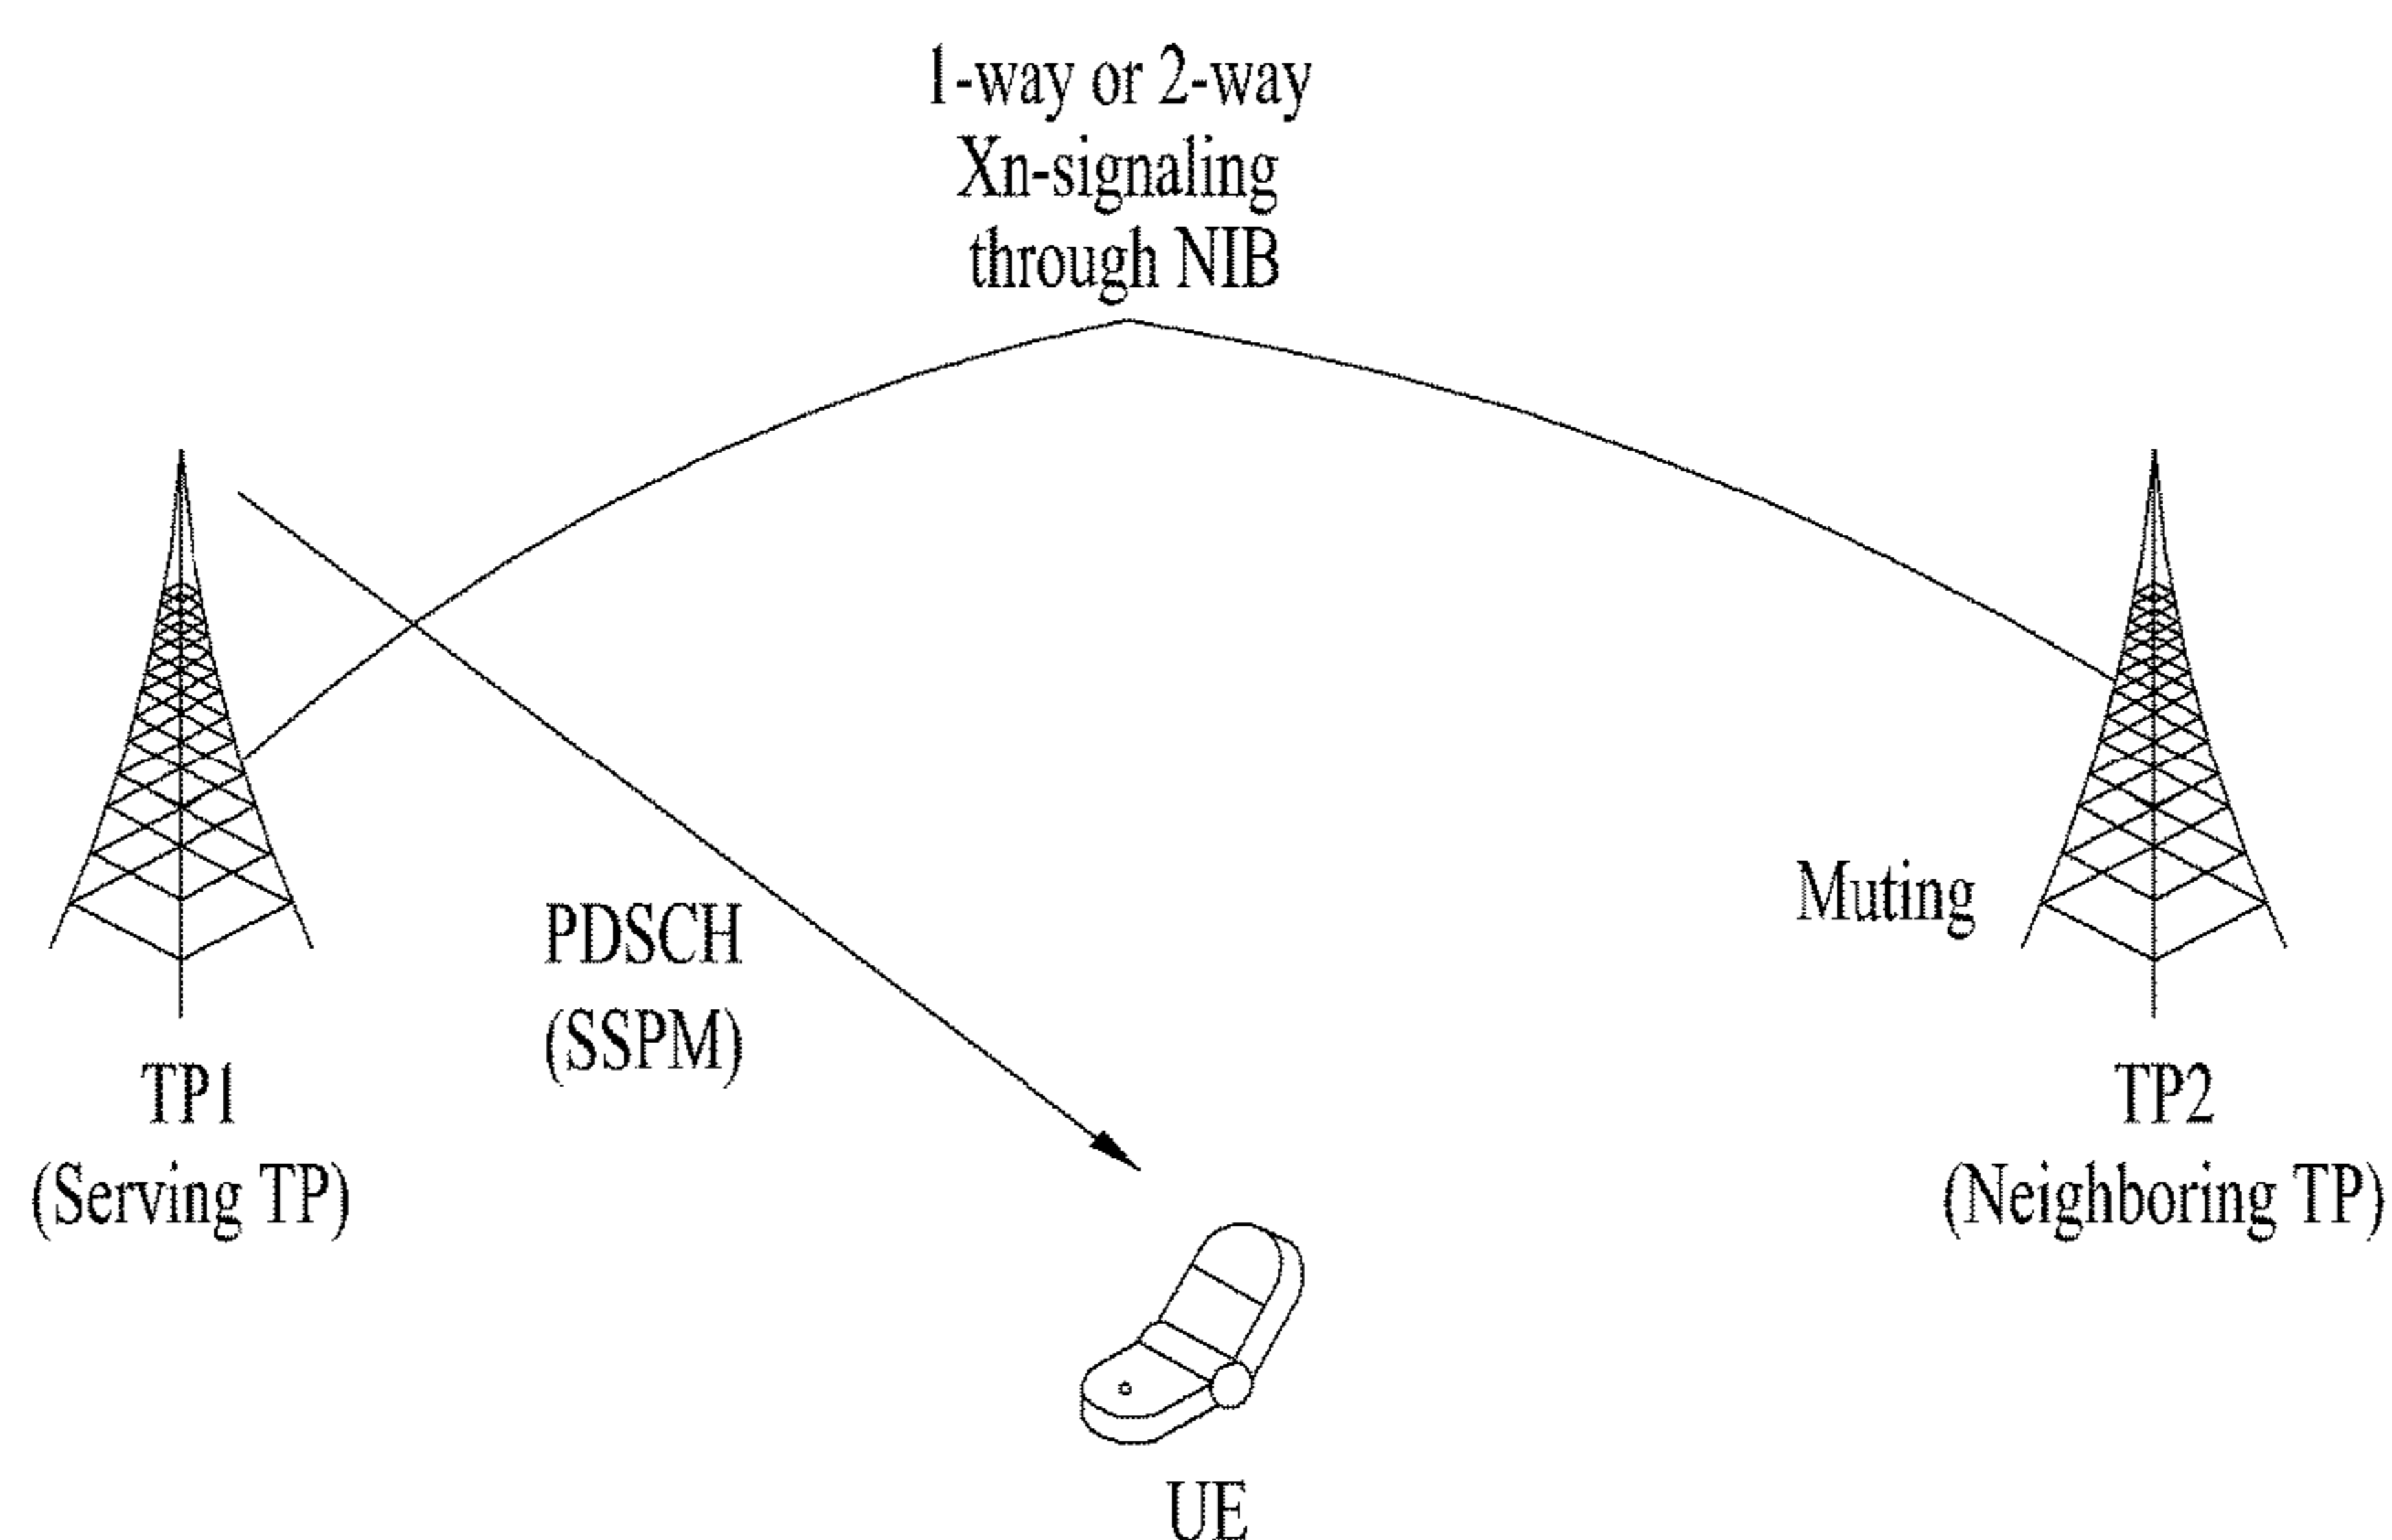 1-way or 2-way
Xn-signaling
through NIB
Muting
PDSCH
(SSPM)
TP1
(Serving TP)
TP2
(Neighboring TP)
UE